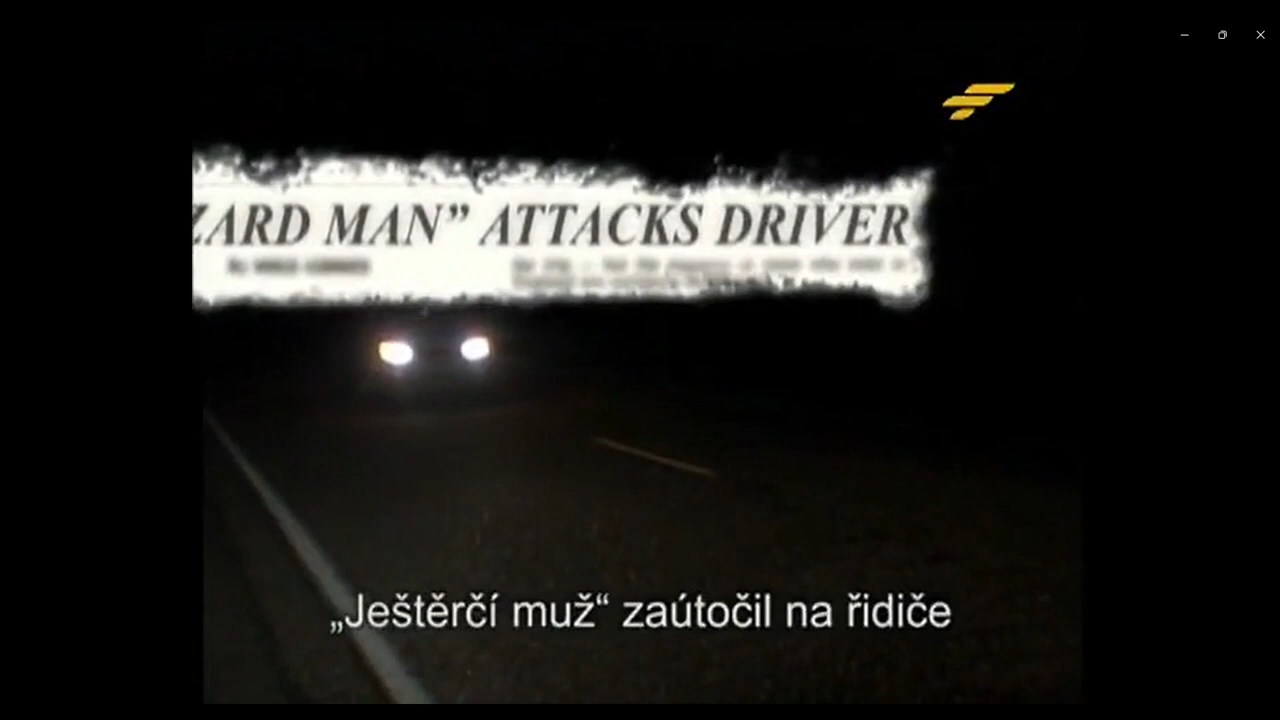 ZARD MAN” ATTACKS DRIVER
„Ještěrčí muž“ zaútočil na řidiče